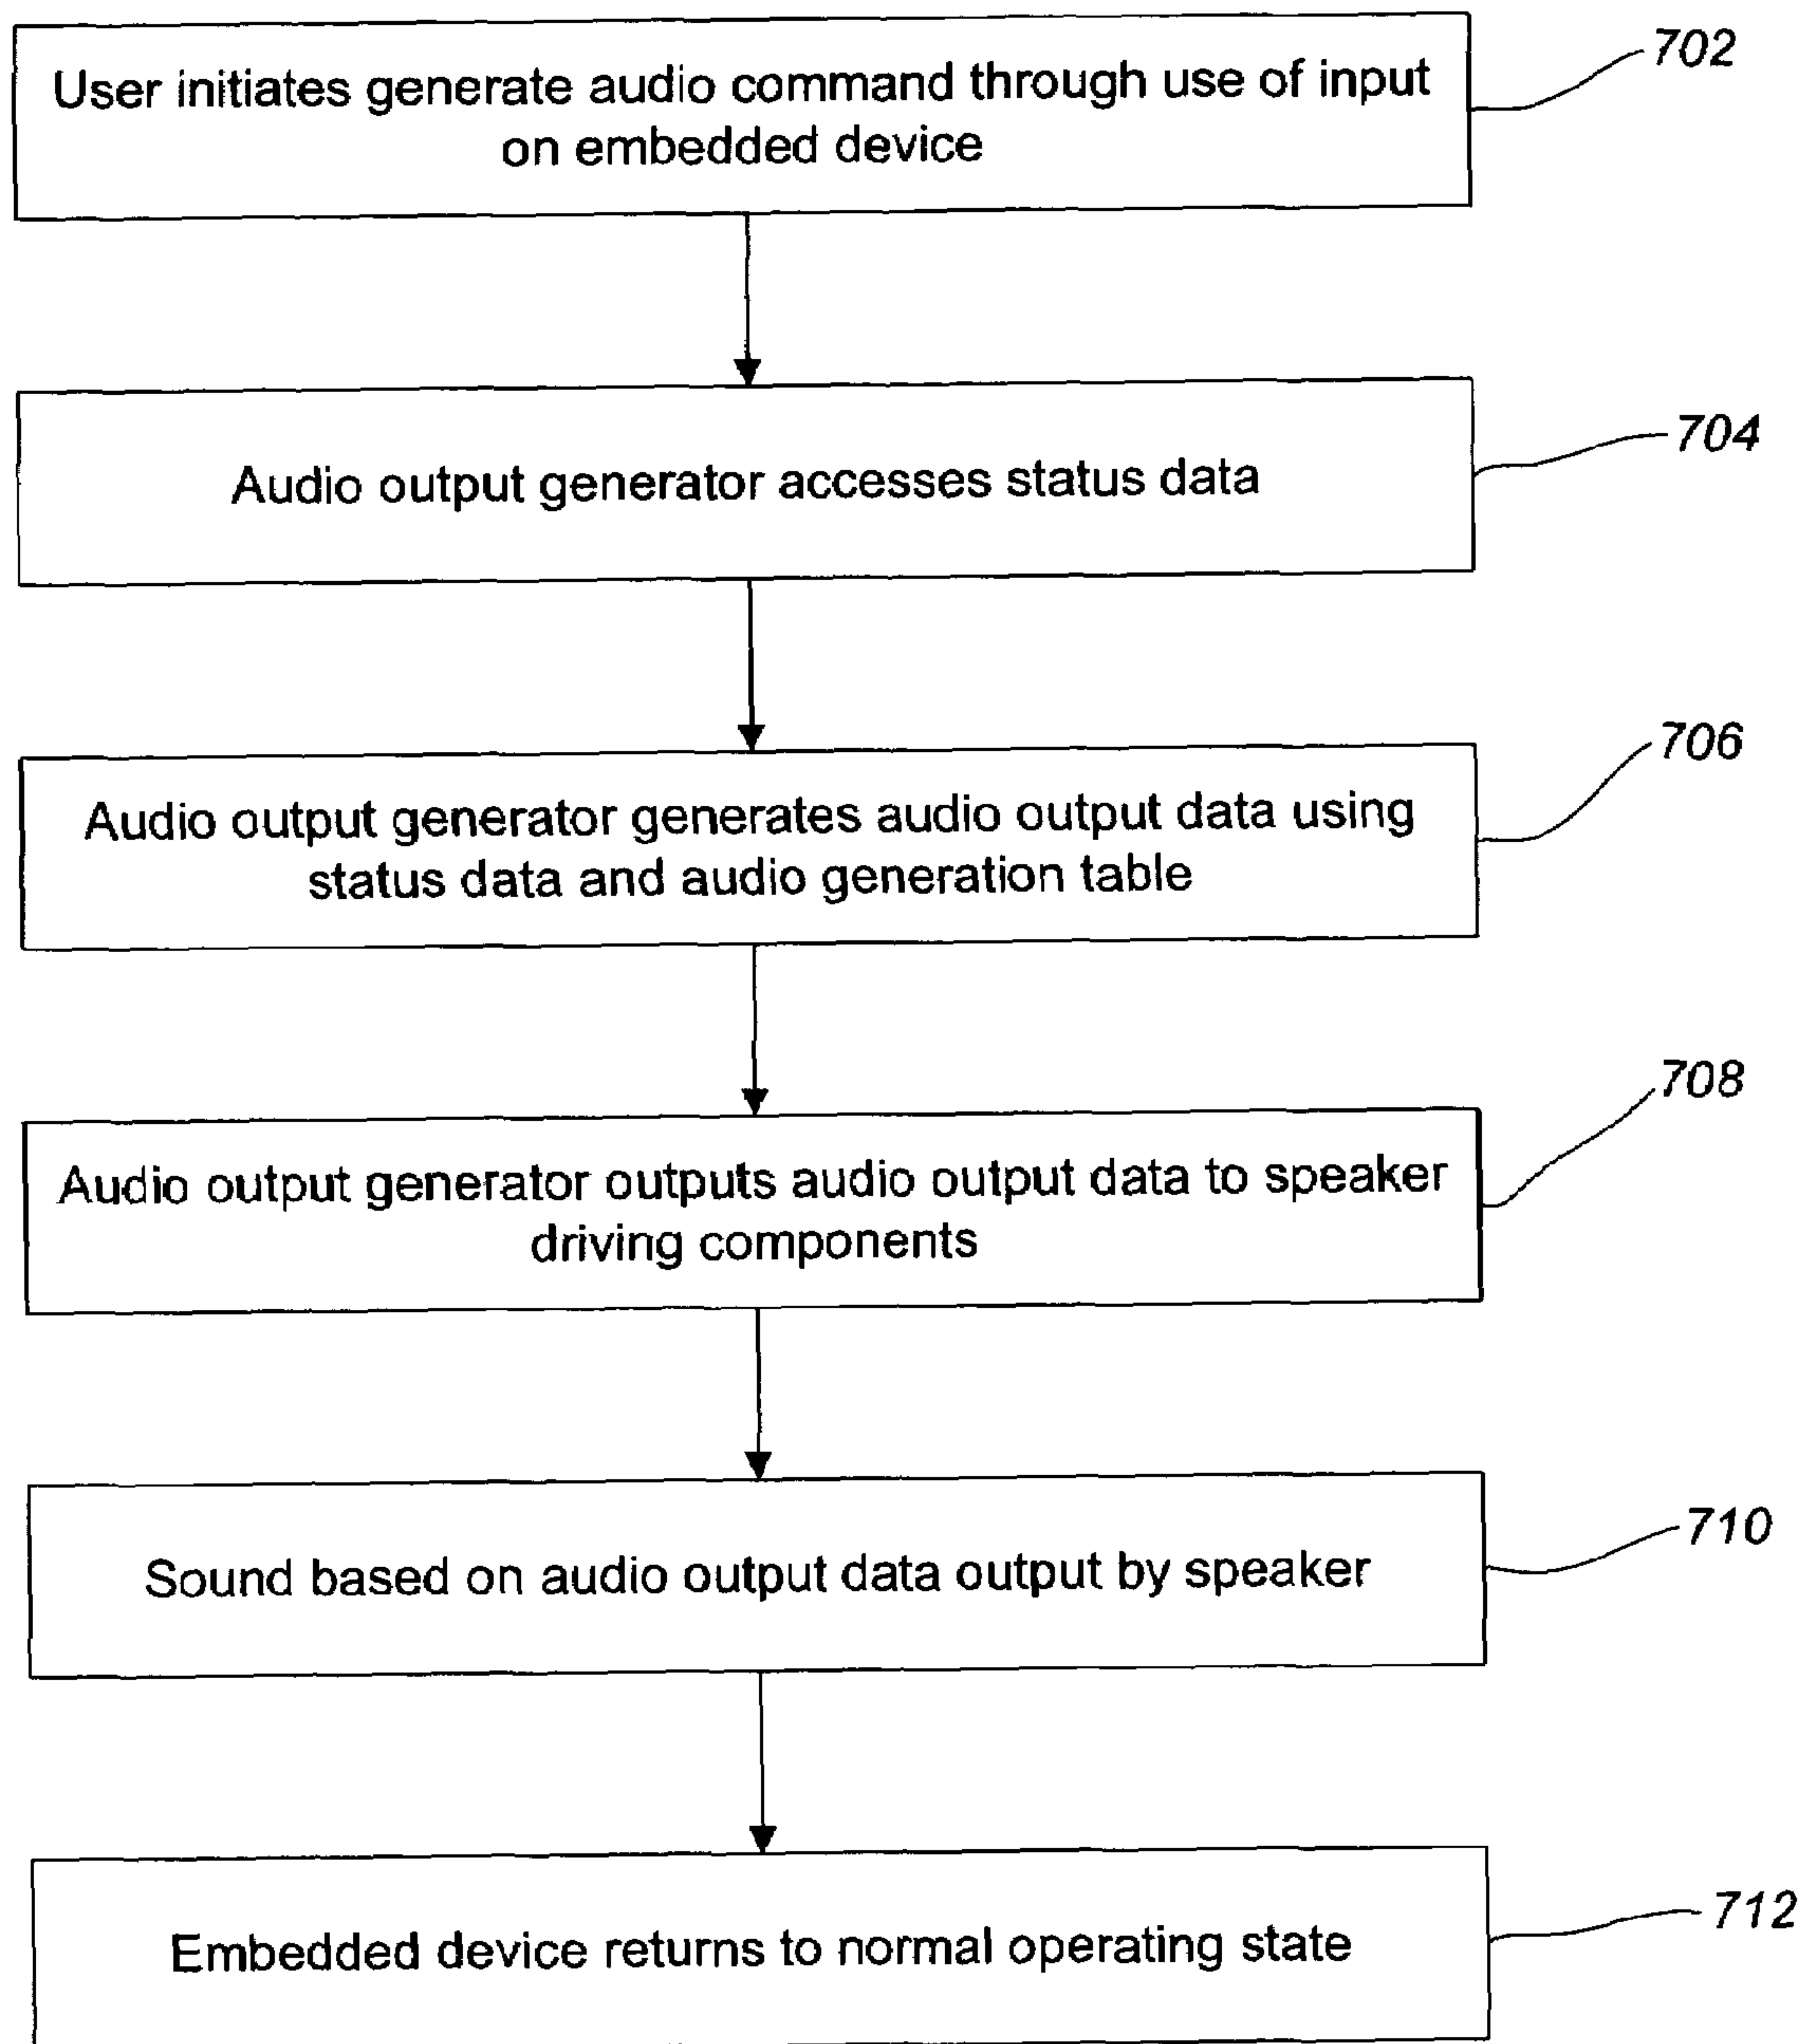 User initiates generate audio command through use of input
on embedded device
702
Audio output generator accesses status data
704
Audio output generator generates audio output data using
status data and audio generation table
706
Audio output generator outputs audio output data to speaker
driving components
708
Sound based on audio output data output by speaker
710
Embedded device returns to normal operating state
712